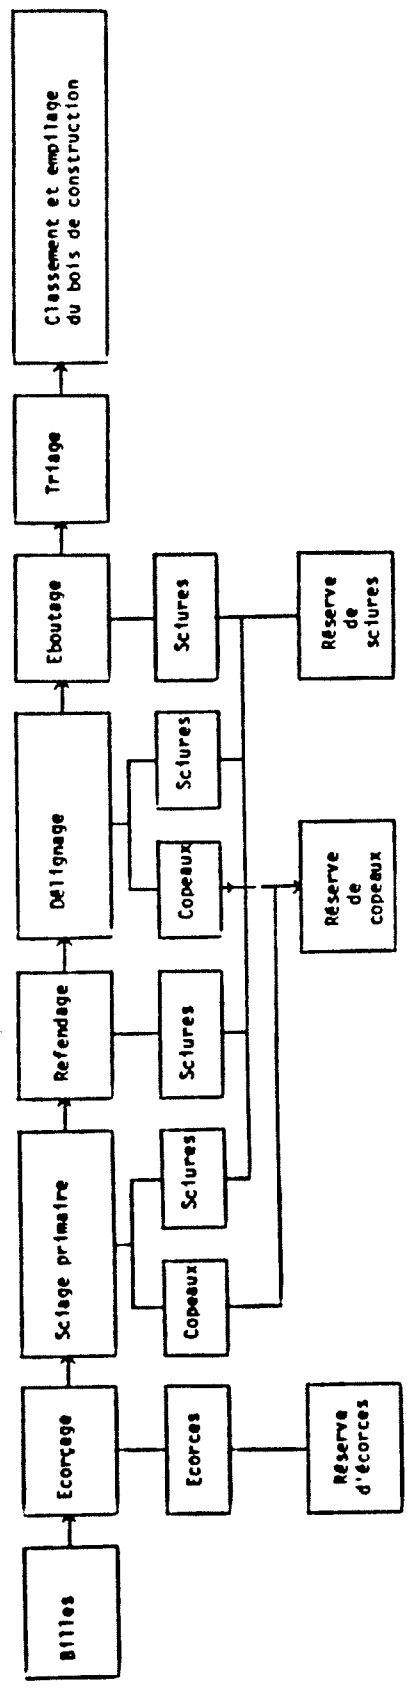 Billes
Ecorçage
Sciage primaire
Refendage
Délignage
Eboutage
Triage
Classement et empilage
du bois de construction
Ecorces
Copeaux
Sciures
Sciures
Copeaux
Sciures
Sciures
Réserve
d'écorces
Réserve
de
copeaux
Réserve
de
sciures